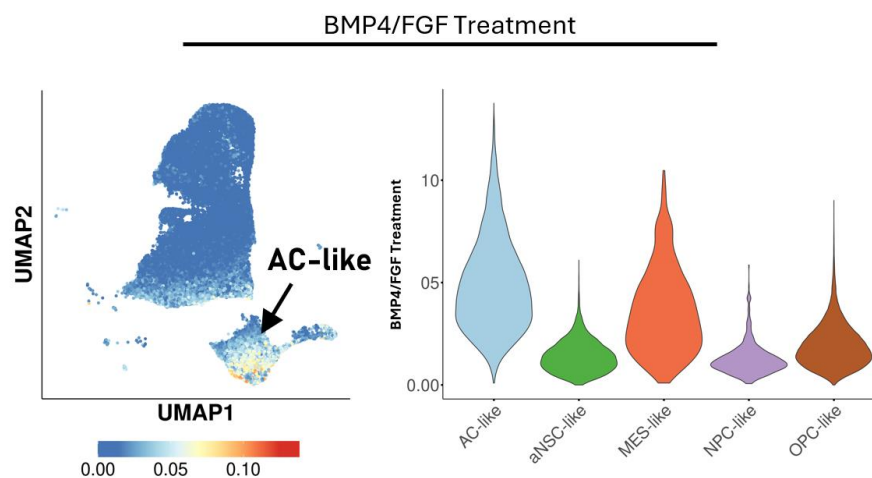 BMP4/FGF Treatment
UMAP2
AC-like
UMAP1
0.00 0.05 0.10
BMP4/FGF Treatment
10
05
0.00
AC-like
aNSC-like
MES-like
NPC-like
OPC-like